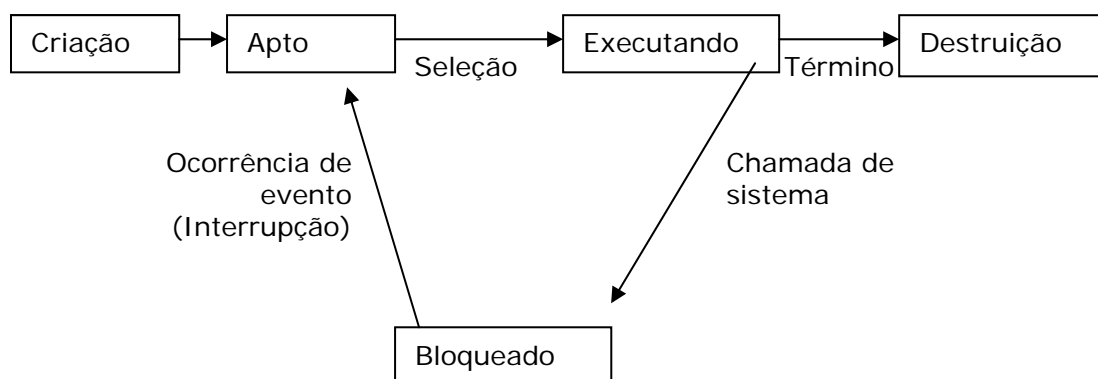 Criação
Apto
Executando
Destruição
Seleção
Término
Ocorrência de
evento
(Interrupção)
Chamada de
sistema
Bloqueado